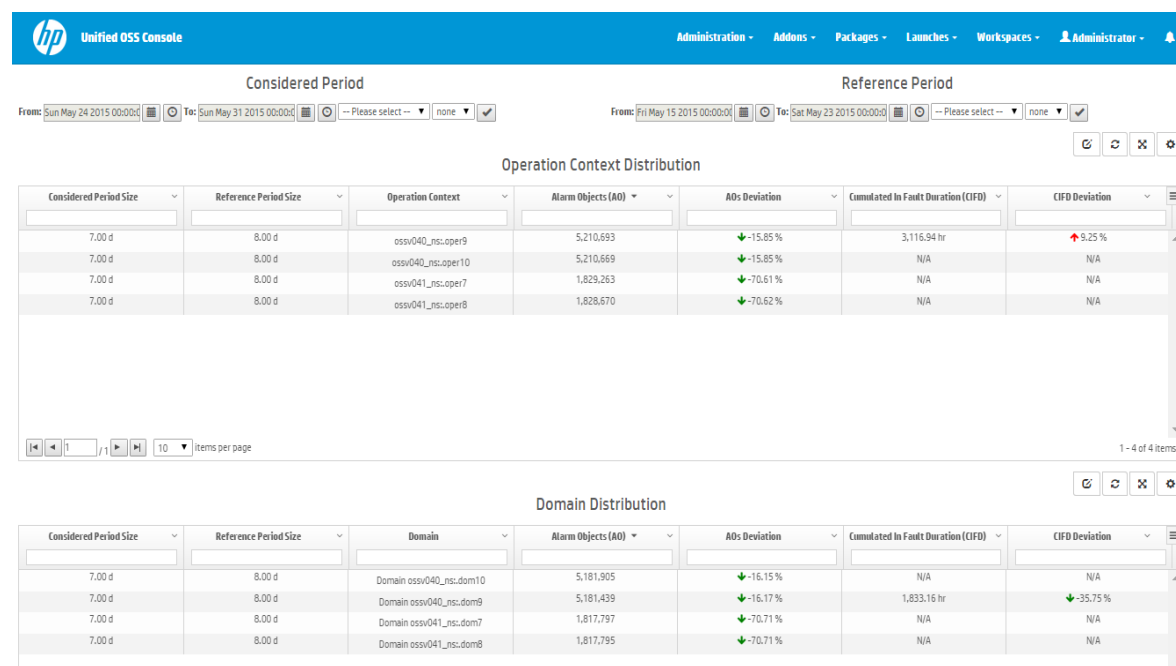 hp Unified OSS Console Administration Addons Packages Launches Workspaces Administrator
Considered Period Reference Period
From: Sun May 24 2015 00:00:0 To: Sun May 31 2015 00:00:0 -- Please select -- none From: Fri May 15 2015 00:00:00 To: Sat May 23 2015 00:00:0 -- Please select -- none
Operation Context Distribution
Considered Period Size Reference Period Size Operation Context Alarm Objects (AO) AOs Deviation Cumulated In Fault Duration (CIFD) CIFD Deviation
7.00 d 8.00 d ossv040_ns:.oper9 5,210,693 -15.85 % 3,116.94 hr 9.25 %
7.00 d 8.00 d ossv040_ns:.oper10 5,210,669 -15.85 % N/A N/A
7.00 d 8.00 d ossv041_ns:.oper7 1,829,263 -70.61 % N/A N/A
7.00 d 8.00 d ossv041_ns:.oper8 1,828,670 -70.62 % N/A N/A
1 / 1 10 items per page 1 - 4 of 4 items
Domain Distribution
Considered Period Size Reference Period Size Domain Alarm Objects (AO) AOs Deviation Cumulated In Fault Duration (CIFD) CIFD Deviation
7.00 d 8.00 d Domain ossv040_ns:.dom10 5,181,905 -16.15 % N/A N/A
7.00 d 8.00 d Domain ossv040_ns:.dom9 5,181,439 -16.17 % 1,833.16 hr -35.75 %
7.00 d 8.00 d Domain ossv041_ns:.dom7 1,817,797 -70.71 % N/A N/A
7.00 d 8.00 d Domain ossv041_ns:.dom8 1,817,795 -70.71 % N/A N/A